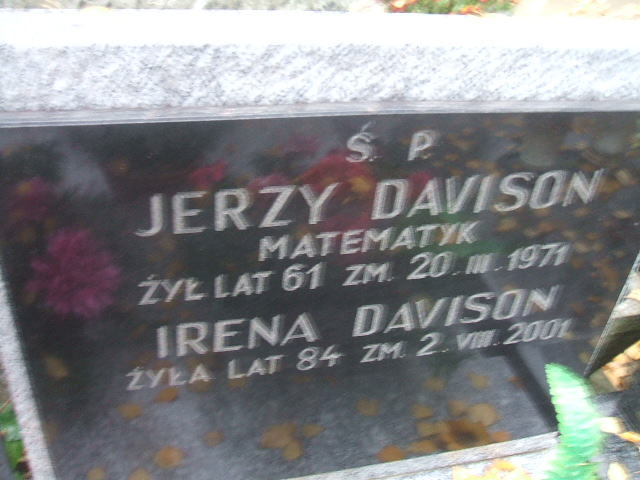 Ś. P.
JERZY DAVISON
MATEMATYK
ŻYŁ LAT 61 ZM. 20. III. 1971
IRENA DAVISON
ŻYŁA LAT 84 ZM. 2. VIII. 2001